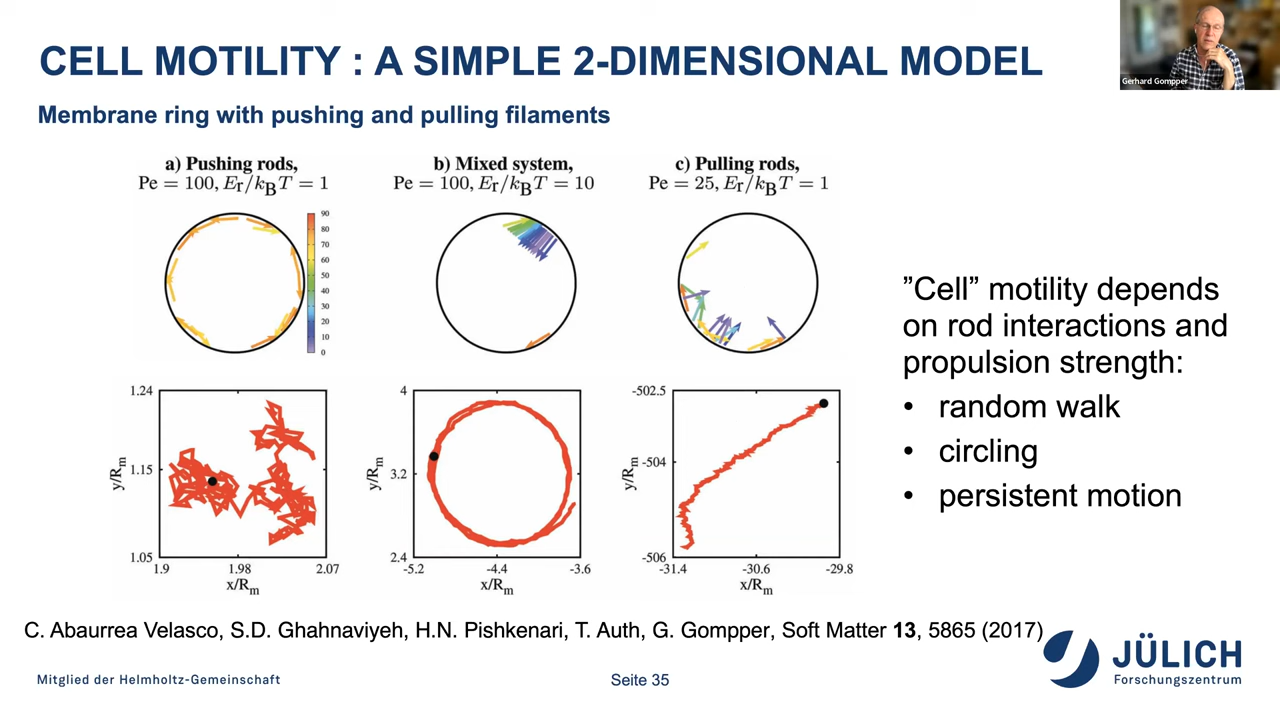 CELL MOTILITY : A SIMPLE 2-DIMENSIONAL MODEL
Gerhard Gompper
Membrane ring with pushing and pulling filaments
a) Pushing rods,
Pe = 100, Er/kBT = 1
b) Mixed system,
Pe = 100, Er/kBT = 10
c) Pulling rods,
Pe = 25, Er/kBT = 1
90
80
70
60
50
40
30
20
10
0
1.24
1.15
1.05
y/Rm
1.9 1.98 2.07
x/Rm
4
3.2
2.4
y/Rm
-5.2 -4.4 -3.6
x/Rm
-502.5
-504
-506
y/Rm
-31.4 -30.6 -29.8
x/Rm
”Cell” motility depends
on rod interactions and
propulsion strength:
• random walk
• circling
• persistent motion
C. Abaurrea Velasco, S.D. Ghahnaviyeh, H.N. Pishkenari, T. Auth, G. Gompper, Soft Matter 13, 5865 (2017)
Mitglied der Helmholtz-Gemeinschaft
Seite 35
JÜLICH
Forschungszentrum